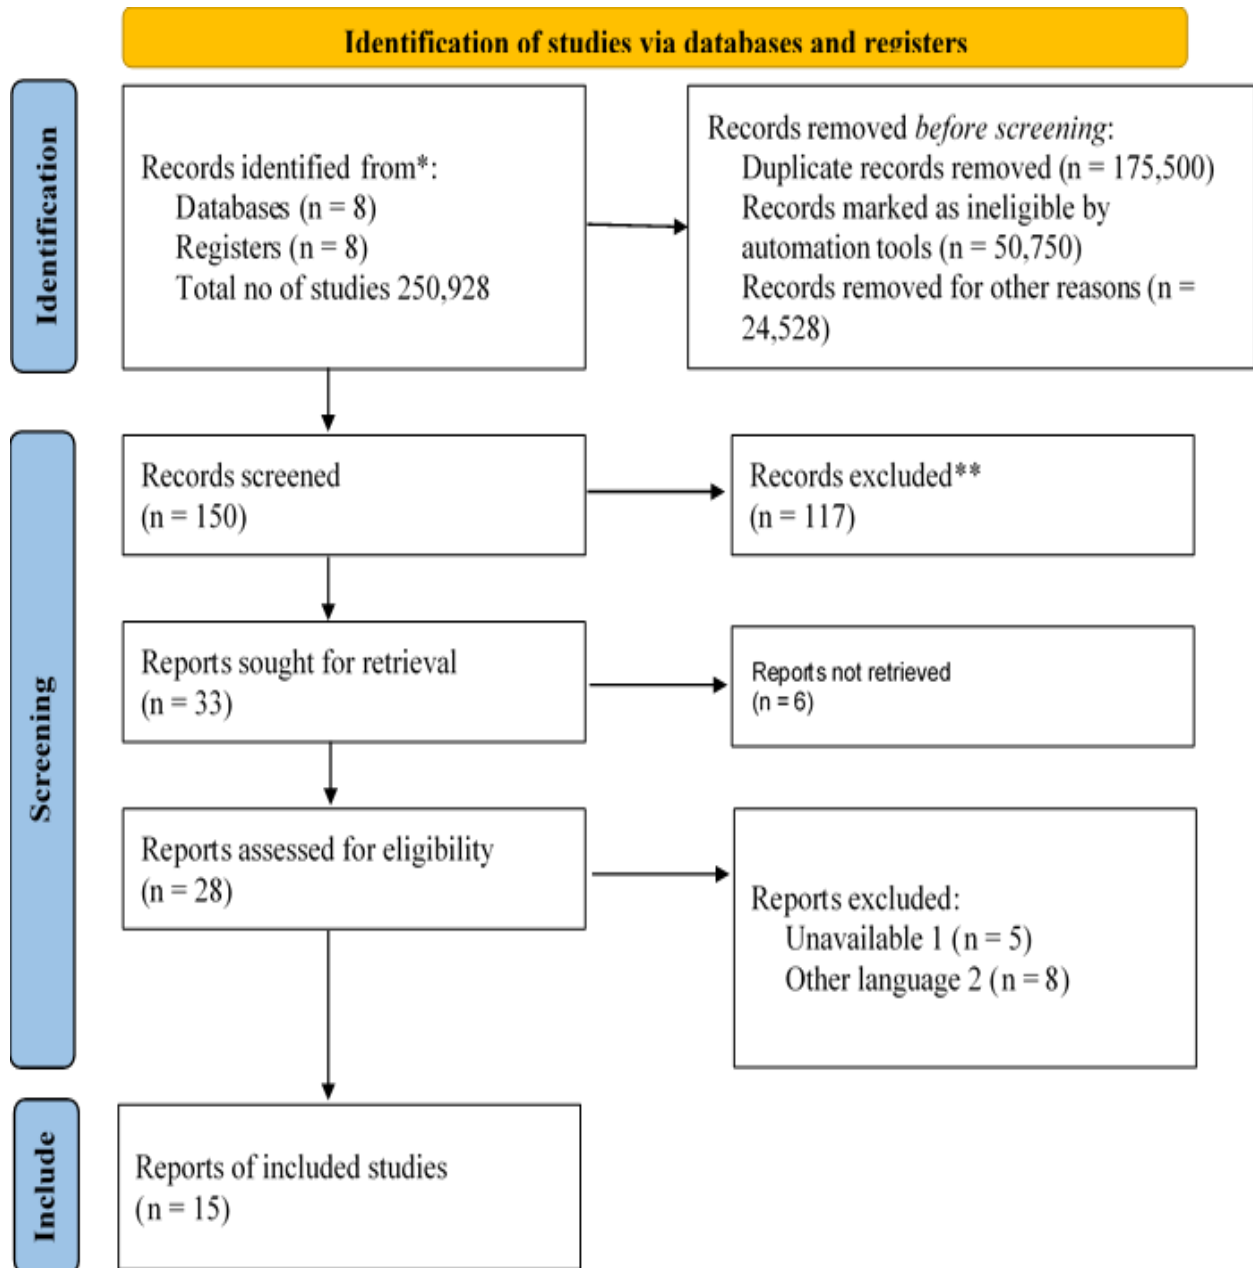 Identification of studies via databases and registers
Identification
Records identified from*:
Databases (n = 8)
Registers (n = 8)
Total no of studies 250,928
Records removed before screening:
Duplicate records removed (n = 175,500)
Records marked as ineligible by
automation tools (n = 50,750)
Records removed for other reasons (n =
24,528)
Screening
Records screened
(n = 150)
Records excluded**
(n = 117)
Reports sought for retrieval
(n = 33)
Reports not retrieved
(n = 6)
Reports assessed for eligibility
(n = 28)
Reports excluded:
Unavailable 1 (n = 5)
Other language 2 (n = 8)
Include
Reports of included studies
(n = 15)